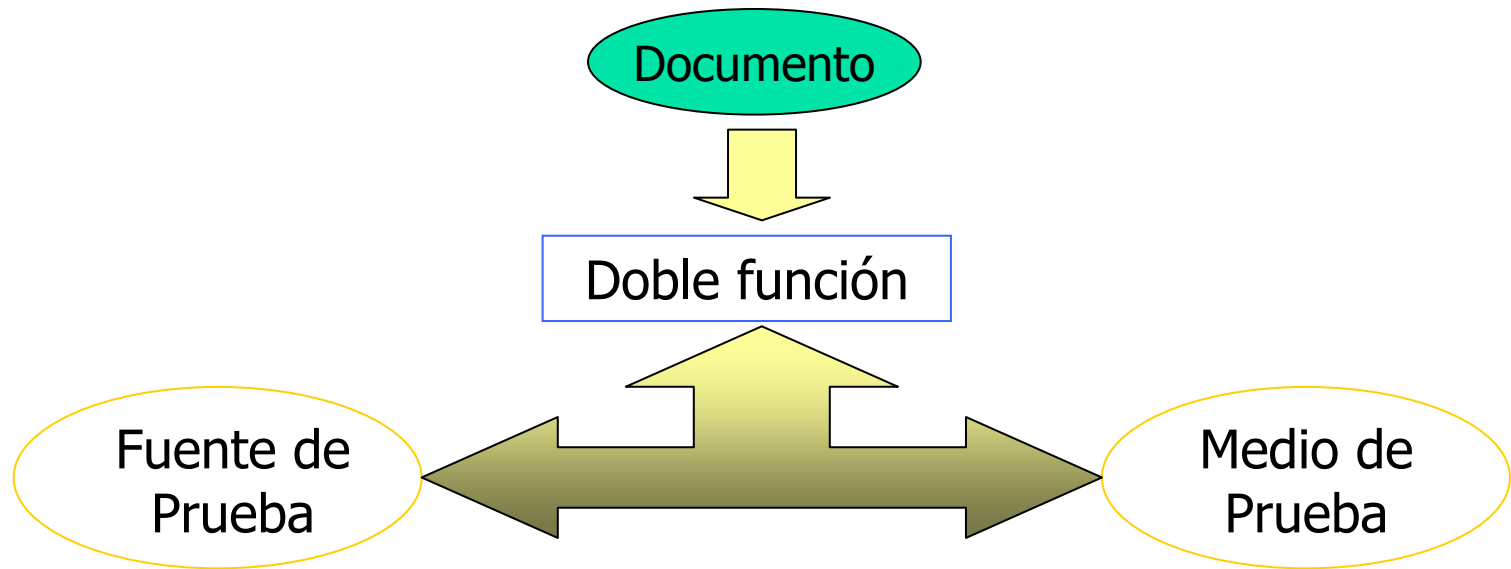 Documento
Doble función
Fuente de
Prueba
Medio de
Prueba